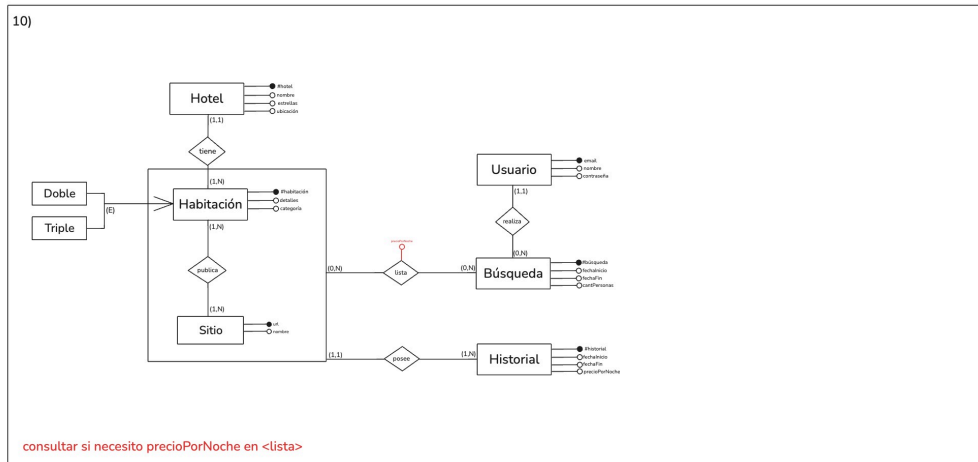 10)
Hotel
#hotel
nombre
estrellas
ubicación
(1,1)
tiene
(1,N)
Doble
Triple
(E)
Habitación
#habitación
detalles
categoría
(1,N)
publica
(1,N)
Sitio
url
nombre
Usuario
email
nombre
contraseña
(1,1)
realiza
(0,N)
(0,N)
lista
(0,N)
Búsqueda
#búsqueda
fechaInicio
fechaFin
cantPersonas
(1,1)
posee
(1,N)
Historial
#historial
fechaInicio
fechaFin
precioPorNoche
consultar si necesito precioPorNoche en <lista>